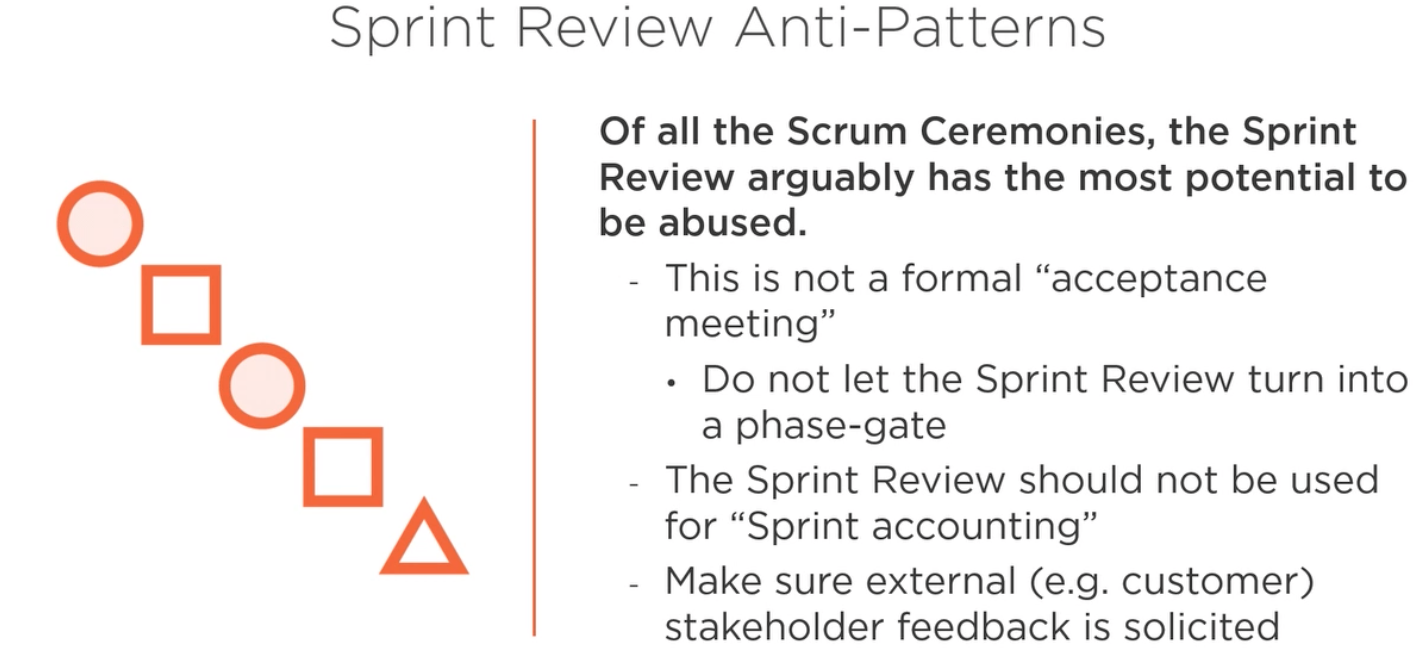 Sprint Review Anti-Patterns
Of all the Scrum Ceremonies, the Sprint
Review arguably has the most potential to
be abused.
- This is not a formal “acceptance
meeting”
• Do not let the Sprint Review turn into
a phase-gate
- The Sprint Review should not be used
for “Sprint accounting”
- Make sure external (e.g. customer)
stakeholder feedback is solicited